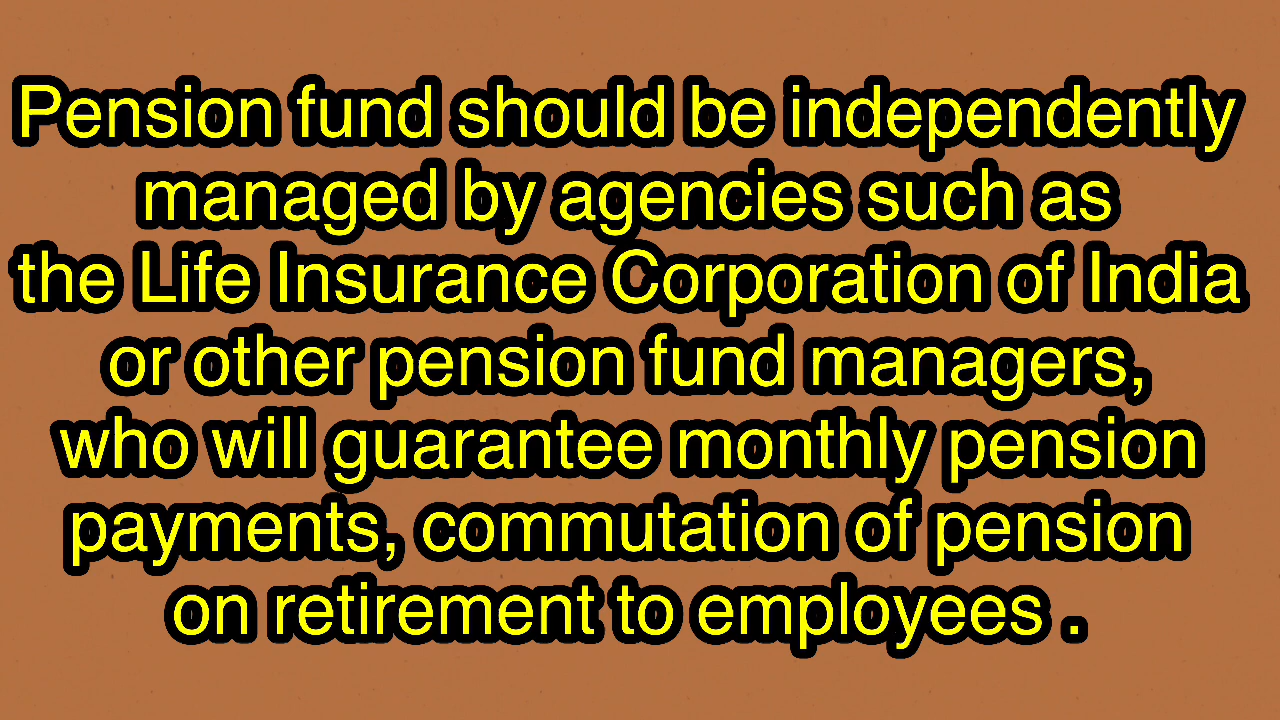 Pension fund should be independently
managed by agencies such as
the Life Insurance Corporation of India
or other pension fund managers,
who will guarantee monthly pension
payments, commutation of pension
on retirement to employees .